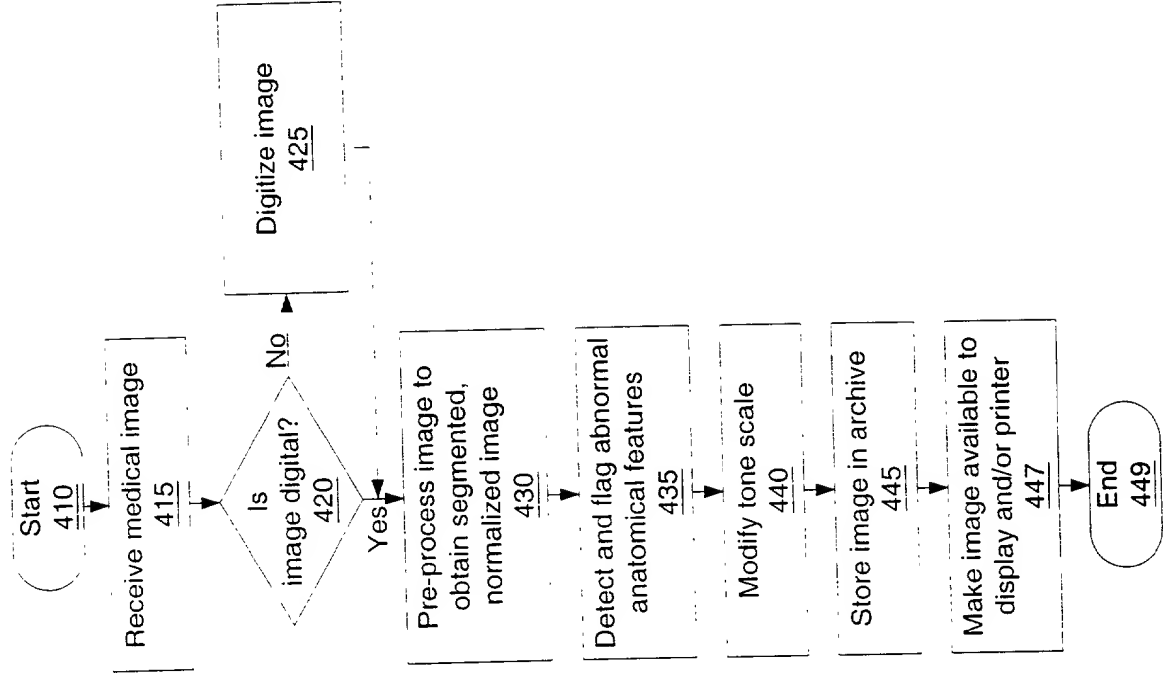 Start
410
Receive medical image
415
Is
image digital?
420
No
Digitize image
425
Yes
Pre-process image to
obtain segmented,
normalized image
430
Detect and flag abnormal
anatomical features
435
Modify tone scale
440
Store image in archive
445
Make image available to
display and/or printer
447
End
449